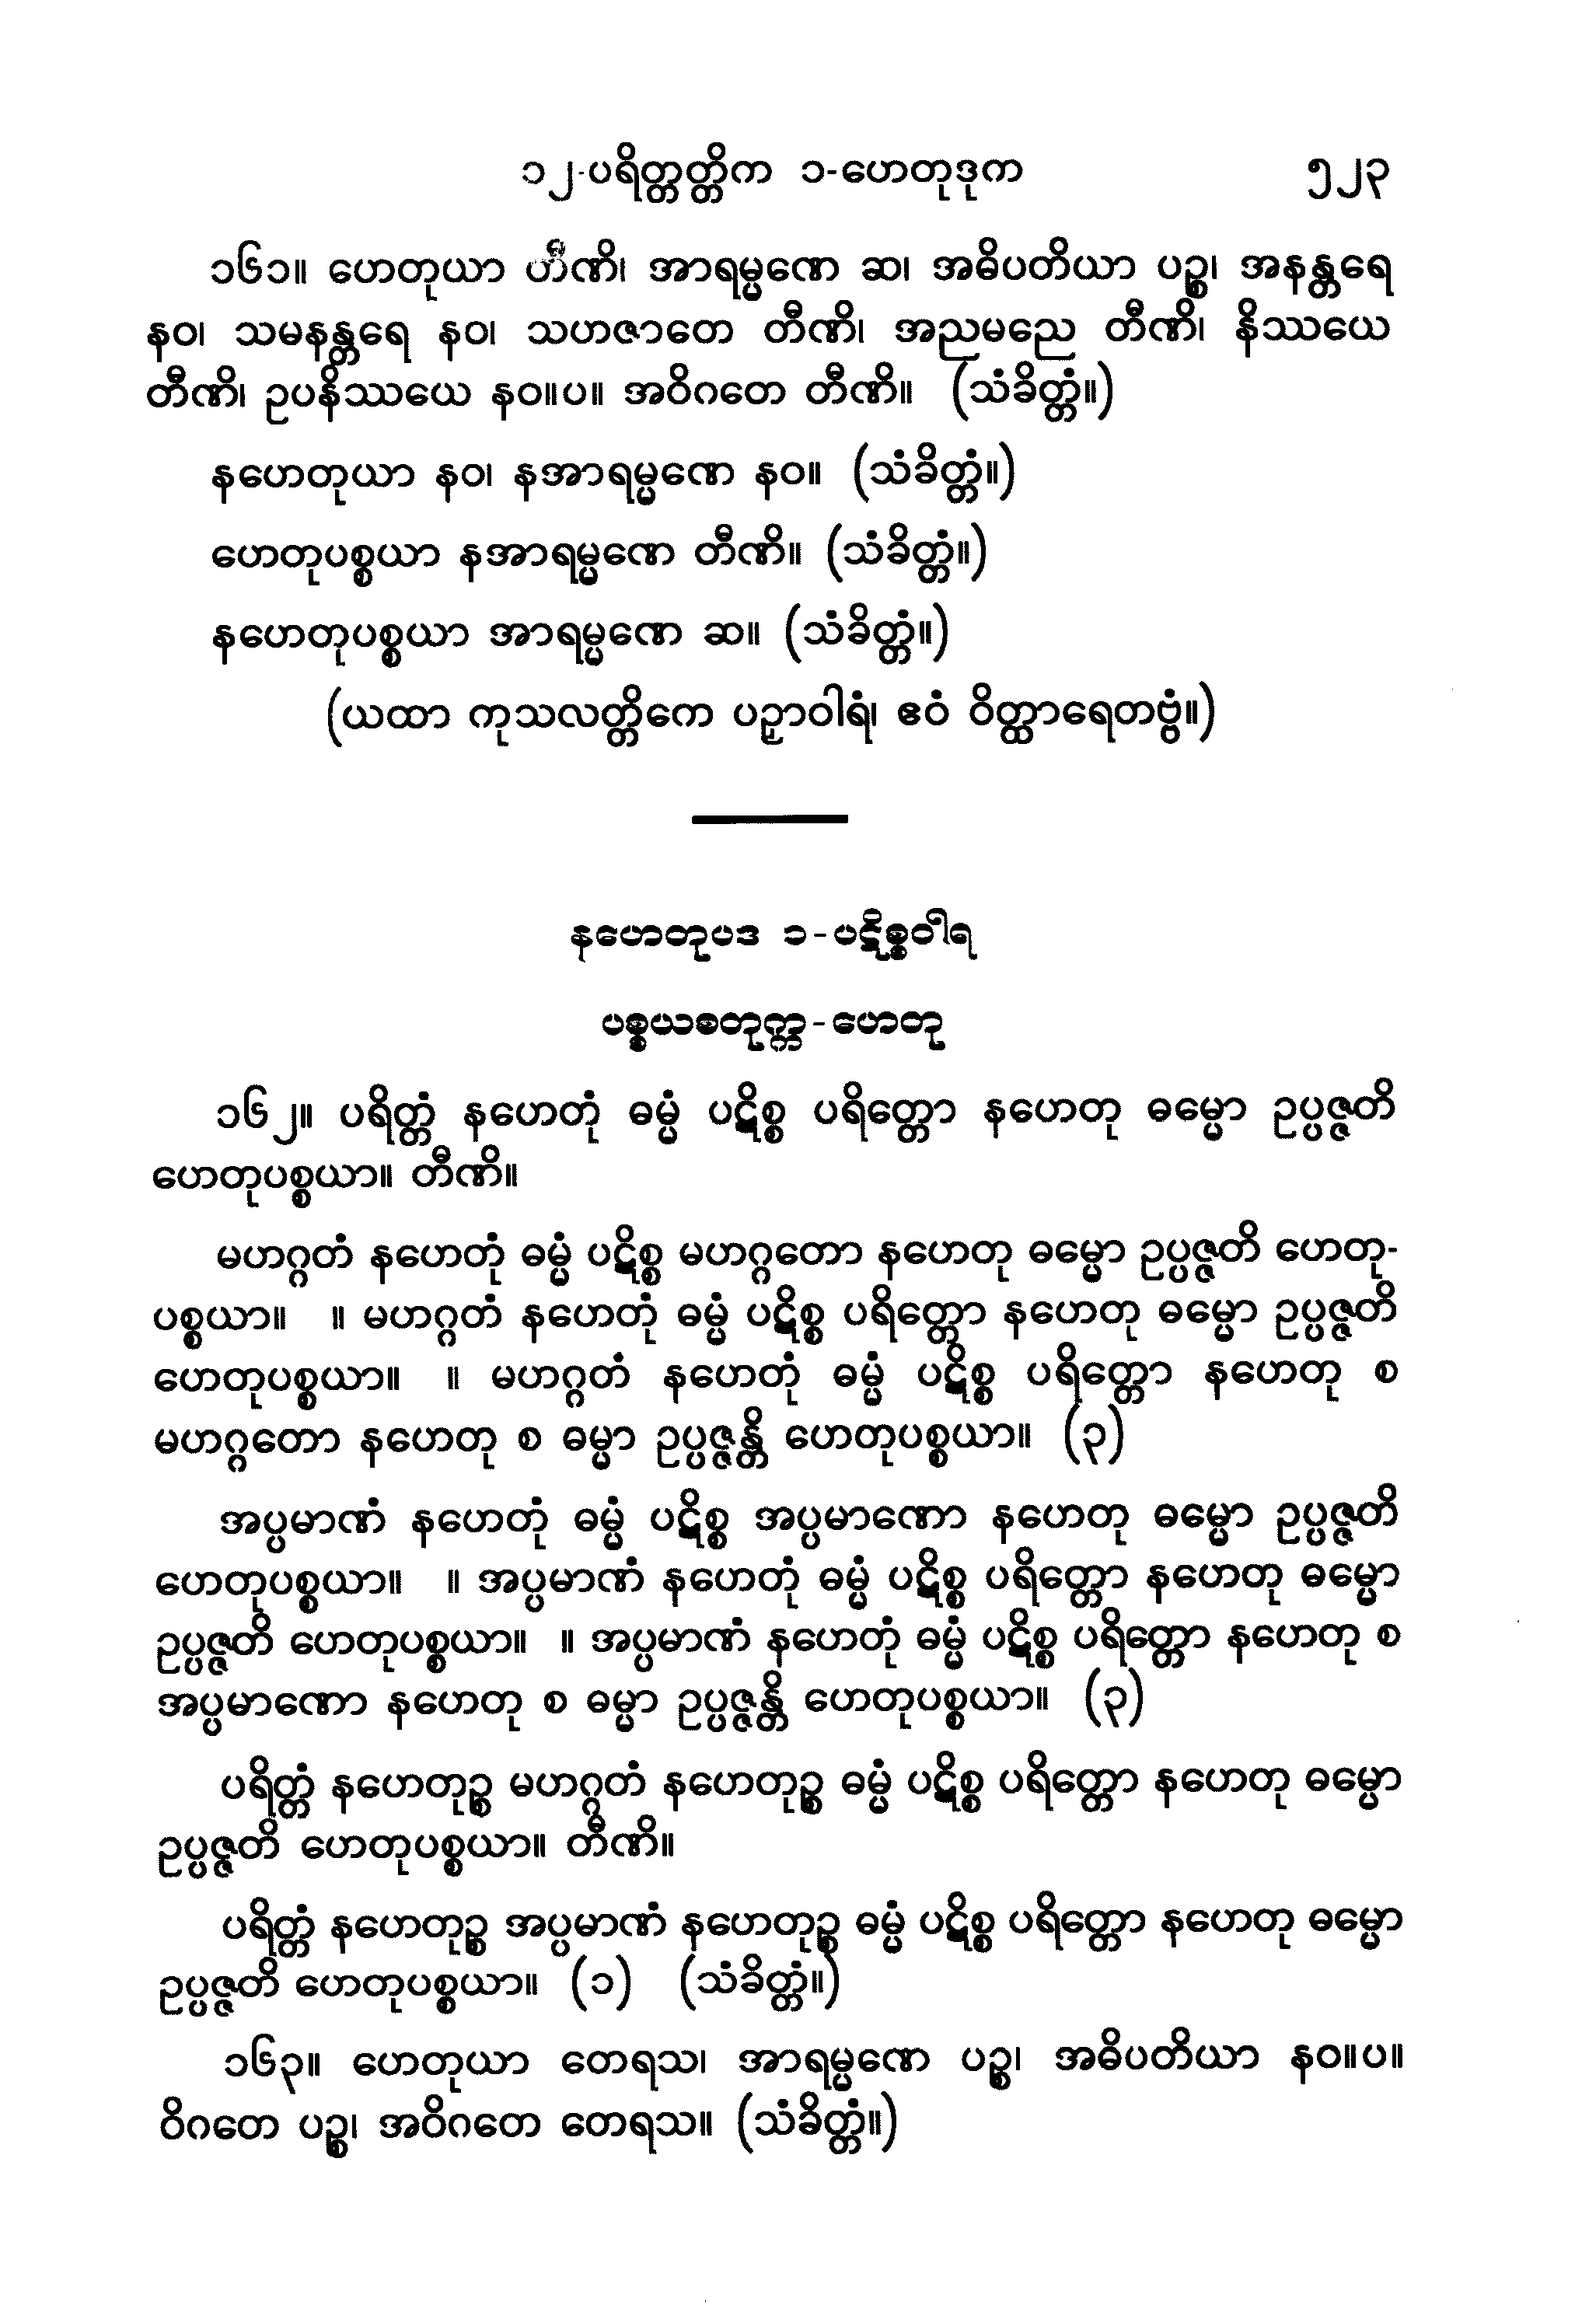 ၁၂-ပရိတ္တတ္တိက ၁-ဟေတုဒုက ၅၂၃
၁၆၁။ ဟေတုယာ တီဏိ၊ အာရမ္မဏေ ဆ၊ အဓိပတိယာ ပဉ္စ၊ အနန္တရေ
နဝ၊ သမနန္တရေ နဝ၊ သဟဇာတေ တီဏိ၊ အညမညေ တီဏိ၊ နိဿယေ
တီဏိ၊ ဥပနိဿယေ နဝ။ပ။ အဝိဂတေ တီဏိ။ (သံခိတ္တံ။)
နဟေတုယာ နဝ၊ နအာရမ္မဏေ နဝ။ (သံခိတ္တံ။)
ဟေတုပစ္စယာ နအာရမ္မဏေ တီဏိ။ (သံခိတ္တံ။)
နဟေတုပစ္စယာ အာရမ္မဏေ ဆ။ (သံခိတ္တံ။)
(ယထာ ကုသလတ္တိကေ ပဉှာဝါရံ၊ ဧဝံ ဝိတ္ထာရေတဗ္ဗံ။)
နဟေတုပဒ ၁-ပဋိစ္စဝါရ
ပစ္စယစတုက္က-ဟေတု
၁၆၂။ ပရိတ္တံ နဟေတုံ ဓမ္မံ ပဋိစ္စ ပရိတ္တော နဟေတု ဓမ္မော ဥပ္ပဇ္ဇတိ
ဟေတုပစ္စယာ။ တီဏိ။
မဟဂ္ဂတံ နဟေတုံ ဓမ္မံ ပဋိစ္စ မဟဂ္ဂတော နဟေတု ဓမ္မော ဥပ္ပဇ္ဇတိ ဟေတု-
ပစ္စယာ။ ။ မဟဂ္ဂတံ နဟေတုံ ဓမ္မံ ပဋိစ္စ ပရိတ္တော နဟေတု ဓမ္မော ဥပ္ပဇ္ဇတိ
ဟေတုပစ္စယာ။ ။ မဟဂ္ဂတံ နဟေတုံ ဓမ္မံ ပဋိစ္စ ပရိတ္တော နဟေတု စ
မဟဂ္ဂတော နဟေတု စ ဓမ္မာ ဥပ္ပဇ္ဇန္တိ ဟေတုပစ္စယာ။ (၃)
အပ္ပမာဏံ နဟေတုံ ဓမ္မံ ပဋိစ္စ အပ္ပမာဏော နဟေတု ဓမ္မော ဥပ္ပဇ္ဇတိ
ဟေတုပစ္စယာ။ ။ အပ္ပမာဏံ နဟေတုံ ဓမ္မံ ပဋိစ္စ ပရိတ္တော နဟေတု ဓမ္မော
ဥပ္ပဇ္ဇတိ ဟေတုပစ္စယာ။ ။ အပ္ပမာဏံ နဟေတုံ ဓမ္မံ ပဋိစ္စ ပရိတ္တော နဟေတု စ
အပ္ပမာဏော နဟေတု စ ဓမ္မာ ဥပ္ပဇ္ဇန္တိ ဟေတုပစ္စယာ။ (၃)
ပရိတ္တံ နဟေတုဉ္စ မဟဂ္ဂတံ နဟေတုဉ္စ ဓမ္မံ ပဋိစ္စ ပရိတ္တော နဟေတု ဓမ္မော
ဥပ္ပဇ္ဇတိ ဟေတုပစ္စယာ။ တီဏိ။
ပရိတ္တံ နဟေတုဉ္စ အပ္ပမာဏံ နဟေတုဉ္စ ဓမ္မံ ပဋိစ္စ ပရိတ္တော နဟေတု ဓမ္မော
ဥပ္ပဇ္ဇတိ ဟေတုပစ္စယာ။ (၁) (သံခိတ္တံ။)
၁၆၃။ ဟေတုယာ တေရသ၊ အာရမ္မဏေ ပဉ္စ၊ အဓိပတိယာ နဝ။ပ။
ဝိဂတေ ပဉ္စ၊ အဝိဂတေ တေရသ။ (သံခိတ္တံ။)